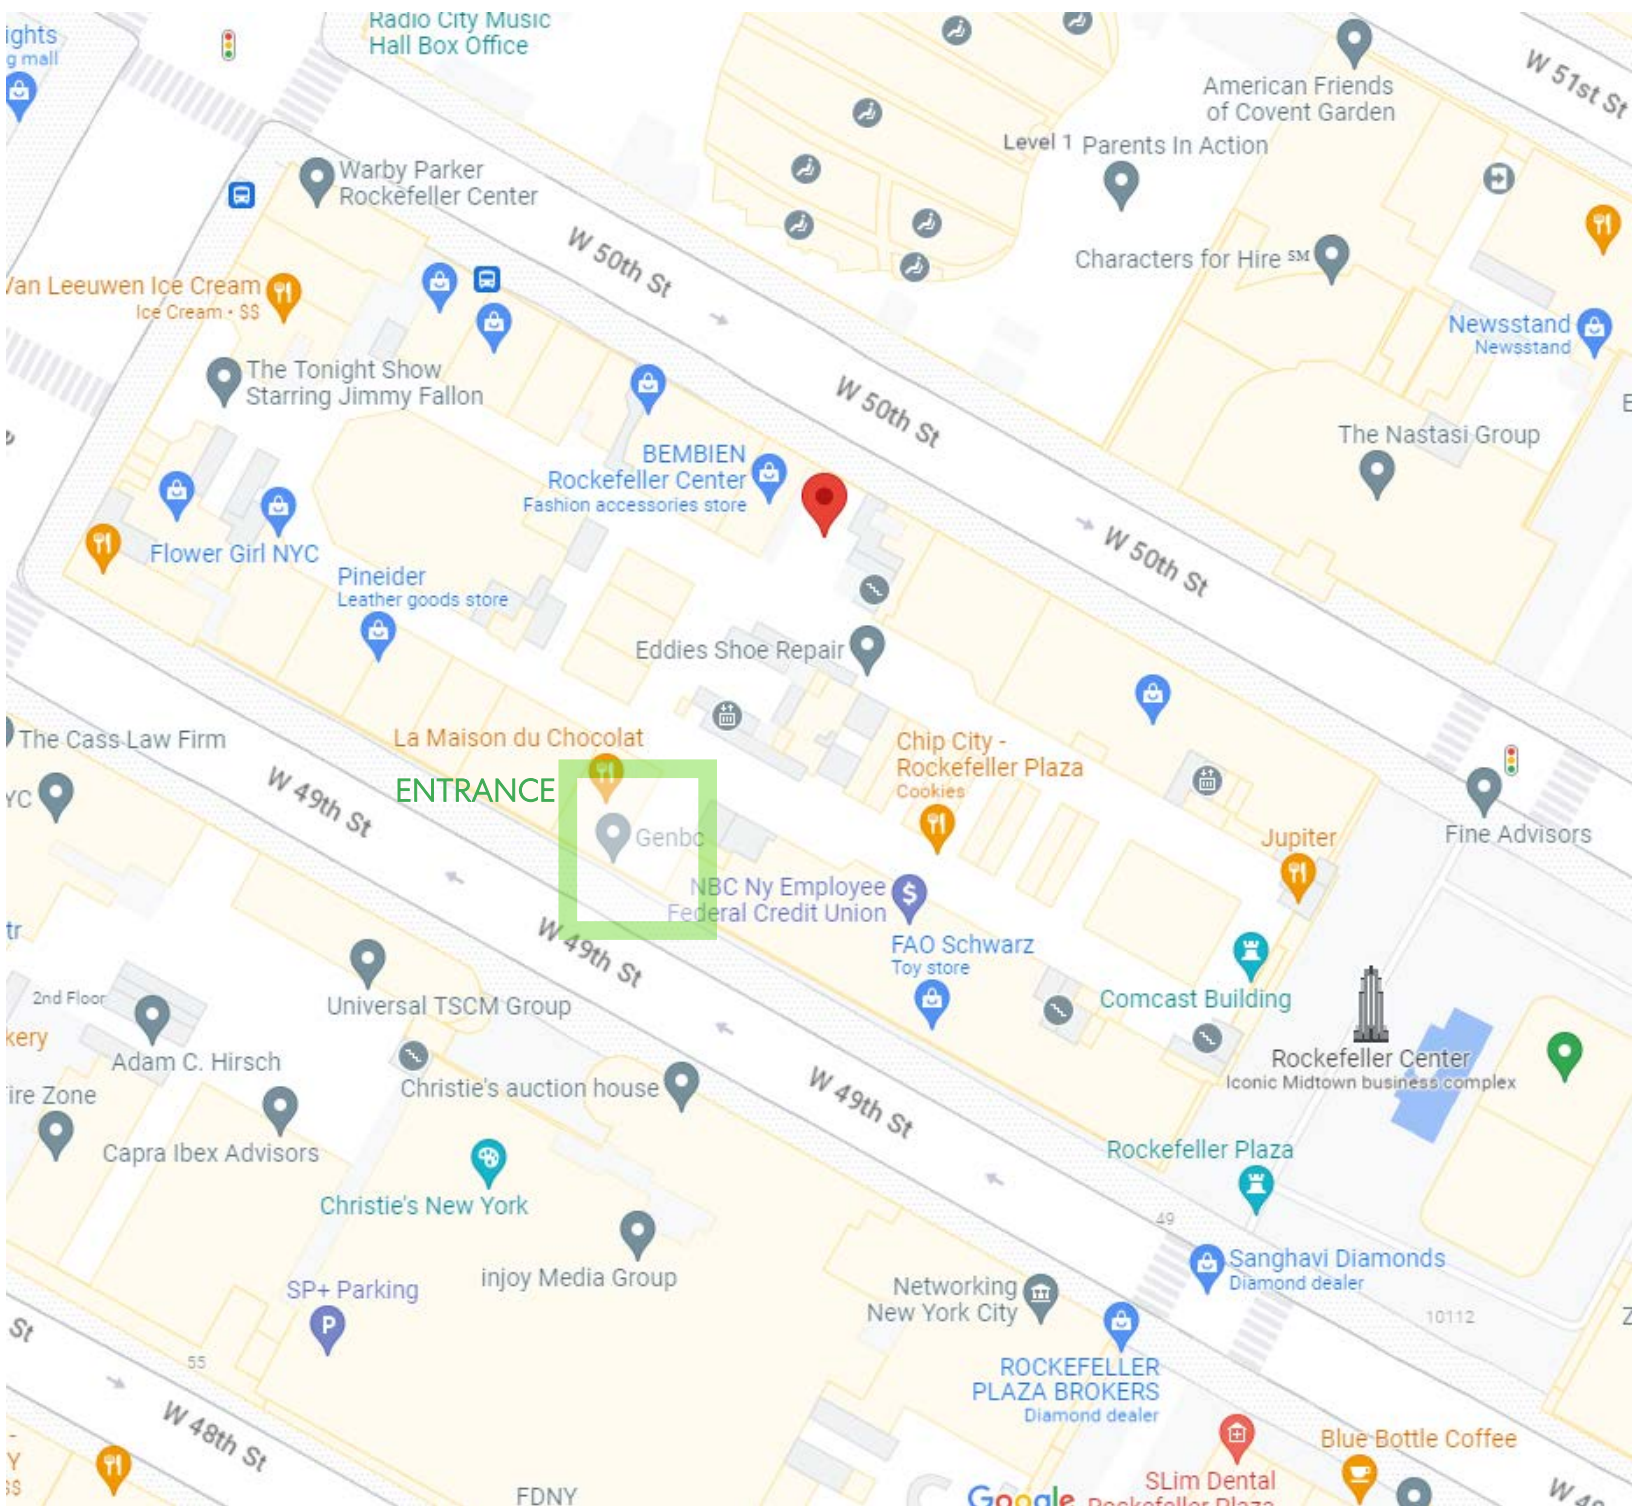 ights
g mall
Radio City Music
Hall Box Office
W 51st St
American Friends
of Covent Garden
Level 1
Parents In Action
Warby Parker
Rockefeller Center
W 50th St
Characters for Hire ℠
Van Leeuwen Ice Cream
Ice Cream • $$
Newsstand
Newsstand
The Tonight Show
Starring Jimmy Fallon
W 50th St
The Nastasi Group
BEMBIEN
Rockefeller Center
Fashion accessories store
W 50th St
Flower Girl NYC
Pineider
Leather goods store
Eddies Shoe Repair
The Cass Law Firm
La Maison du Chocolat
Chip City -
Rockefeller Plaza
Cookies
YC
W 49th St
ENTRANCE
Genbc
Jupiter
Fine Advisors
NBC Ny Employee
Federal Credit Union
tr
W 49th St
FAO Schwarz
Toy store
2nd Floor
Universal TSCM Group
Comcast Building
kery
Adam C. Hirsch
Rockefeller Center
Iconic Midtown business complex
Christie's auction house
ire Zone
W 49th St
Capra Ibex Advisors
Rockefeller Plaza
Christie's New York
49
Sanghavi Diamonds
Diamond dealer
SP+ Parking
P
injoy Media Group
Networking
New York City
10112
St
55
ROCKEFELLER
PLAZA BROKERS
Diamond dealer
W 48th St
Blue Bottle Coffee
Y
$$
FDNY
Google
SLim Dental
Rockefeller Plaza